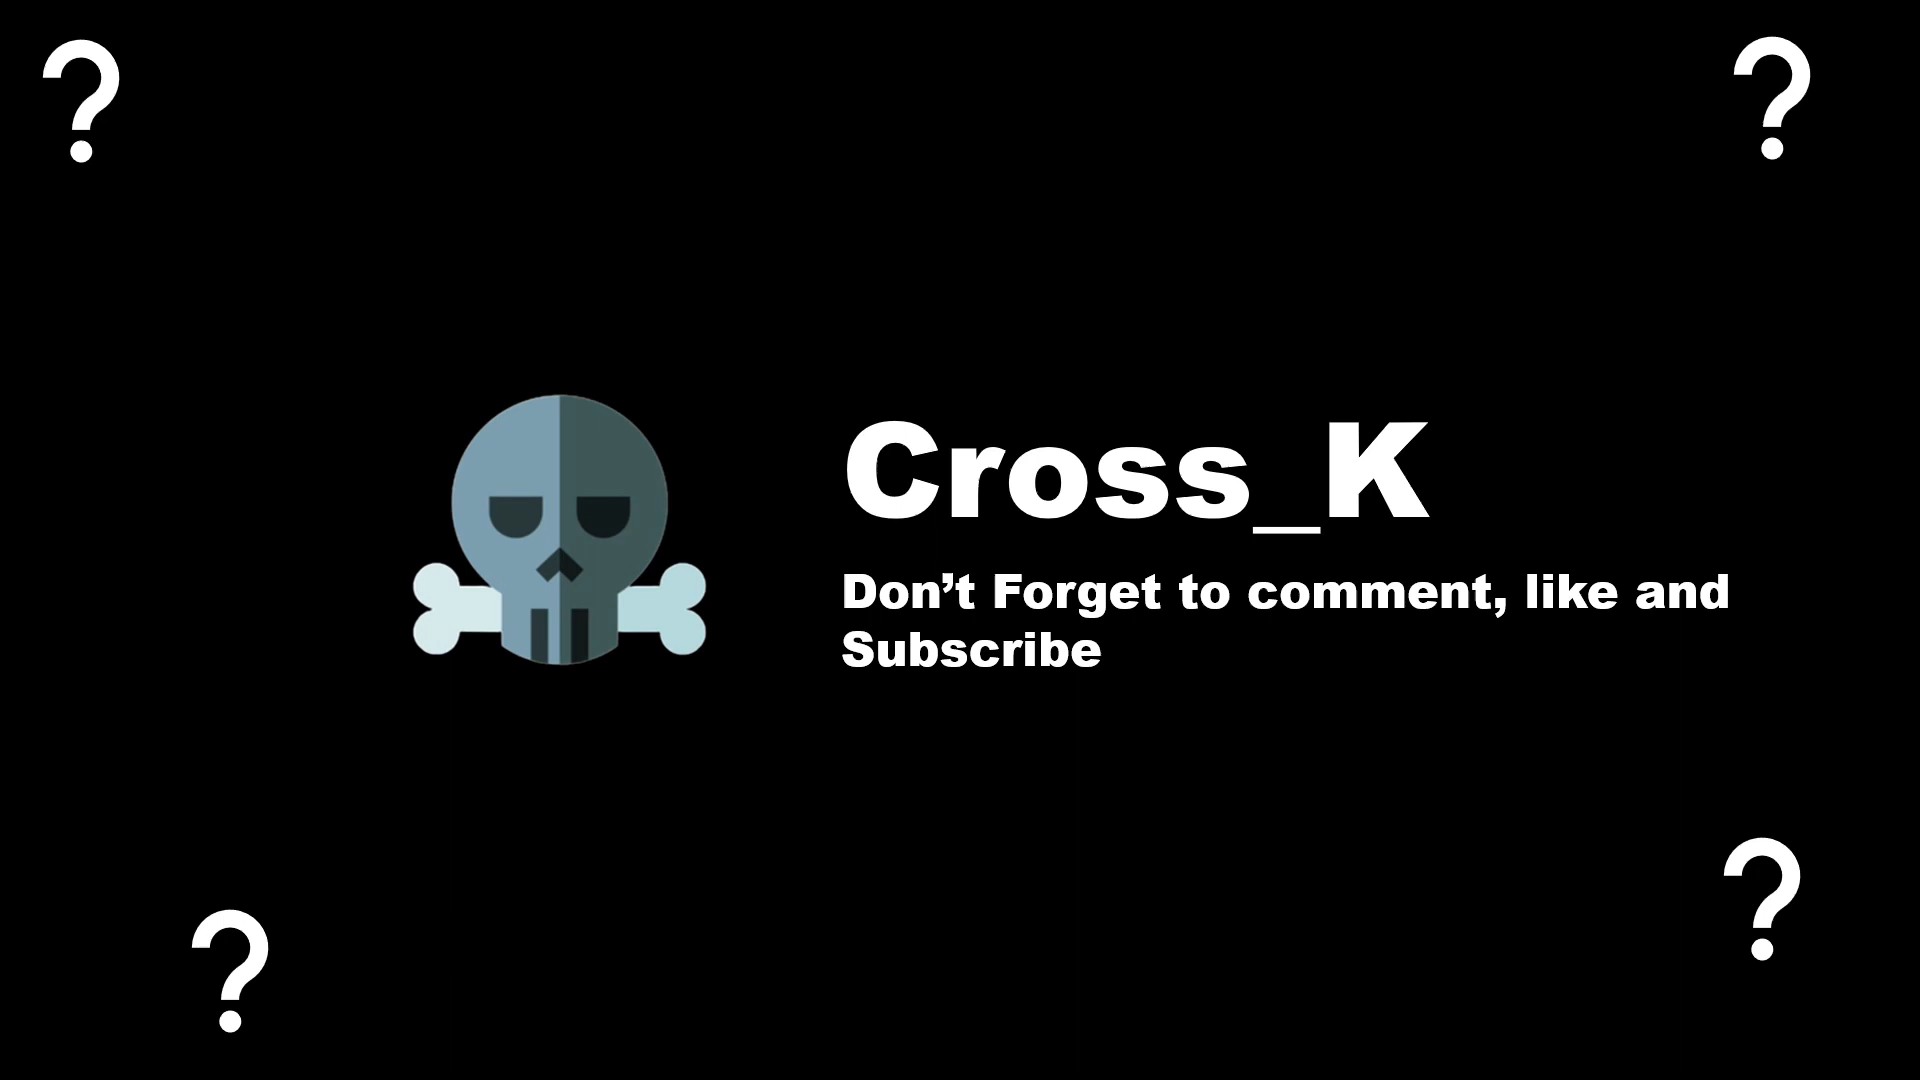 ?
?
Cross_K
Don’t Forget to comment, like and
Subscribe
?
?